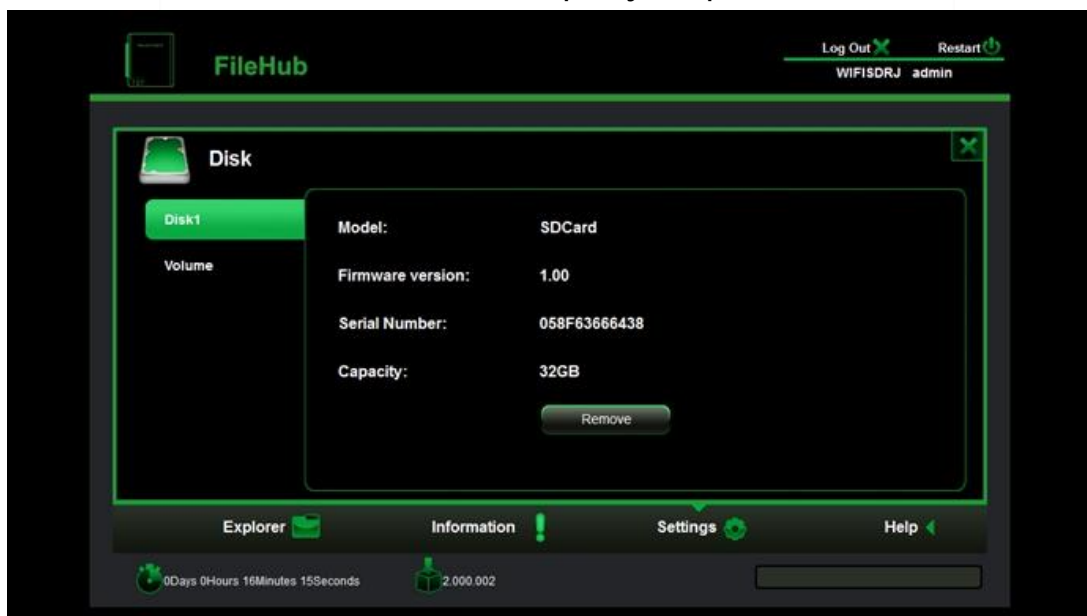 FileHub
Log Out Restart
WIFISDRJ admin
Disk
Disk1
Volume
Model: SDCard
Firmware version: 1.00
Serial Number: 058F63666438
Capacity: 32GB
Remove
Explorer Information Settings Help
0Days 0Hours 16Minutes 15Seconds 2.000.002